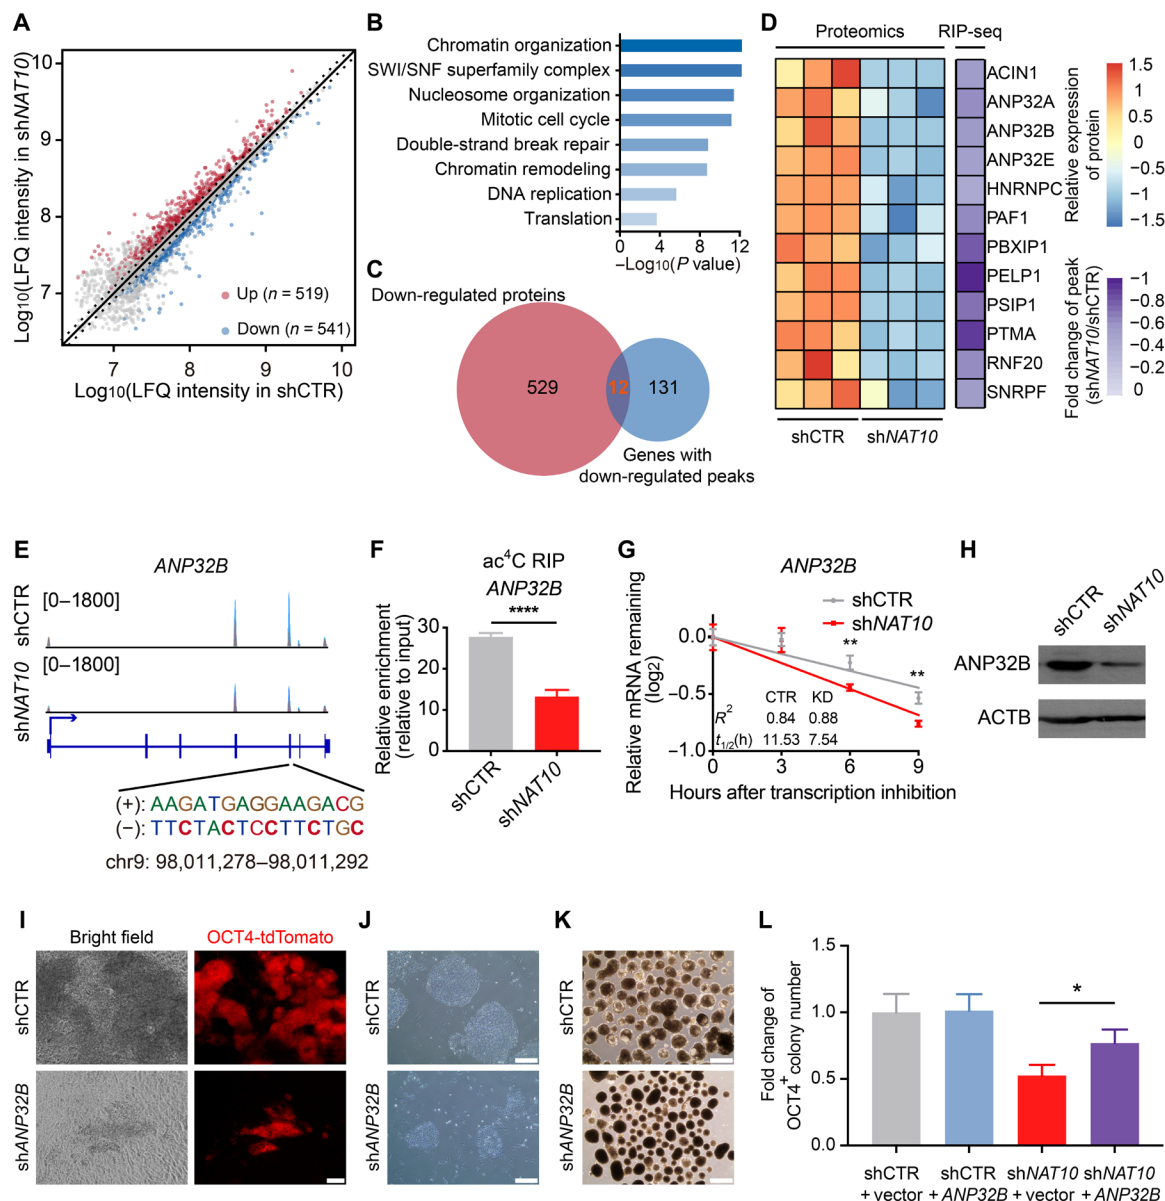 A
Log10(LFQ intensity in shNAT10)
10
9
8
7
Up (n = 519)
Down (n = 541)
7 8 9 10
Log10(LFQ intensity in shCTR)
B
Chromatin organization
SWI/SNF superfamily complex
Nucleosome organization
Mitotic cell cycle
Double-strand break repair
Chromatin remodeling
DNA replication
Translation
0 4 8 12
−Log10(P value)
C
Down-regulated proteins
529
12
131
Genes with
down-regulated peaks
D
Proteomics RIP-seq
ACIN1
ANP32A
ANP32B
ANP32E
HNRNPC
PAF1
PBXIP1
PELP1
PSIP1
PTMA
RNF20
SNRPF
shCTR shNAT10
Relative expression
of protein
1.5
1
0.5
0
−0.5
−1
−1.5
Fold change of peak
(shNAT10/shCTR)
−1
−0.8
−0.6
−0.4
−0.2
0
E
ANP32B
shCTR
[0–1800]
shNAT10
[0–1800]
(+): AAGATGAGGAAGACG
(−): TTCTACTCCTTCTGC
chr9: 98,011,278–98,011,292
F
ac4C RIP
ANP32B
****
Relative enrichment
(relative to input)
30
20
10
0
shCTR
shNAT10
G
ANP32B
Relative mRNA remaining
(log2)
shCTR
shNAT10
0.0
−0.5
−1.0
**
**
CTR KD
R2 0.84 0.88
t1/2(h) 11.53 7.54
0 3 6 9
Hours after transcription inhibition
H
shCTR
shNAT10
ANP32B
ACTB
I
Bright field OCT4-tdTomato
shCTR
shANP32B
J
shCTR
shANP32B
K
shCTR
shANP32B
L
Fold change of
OCT4+ colony number
1.5
1.0
0.5
0.0
*
shCTR shCTR shNAT10 shNAT10
+ vector + ANP32B + vector + ANP32B